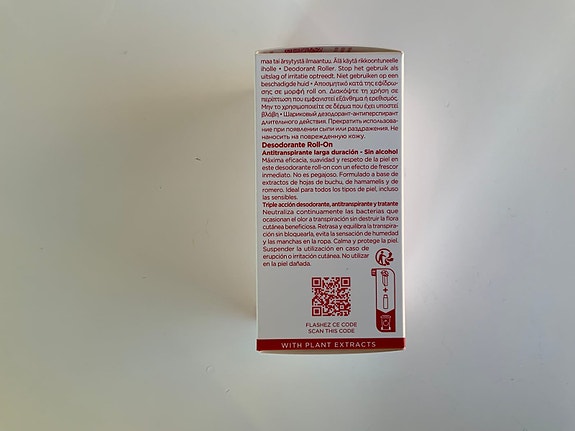 maa tai ärsytystä ilmaantuu. Älä käytä rikkoontuneelle
iholle • Deodorant Roller. Stop het gebruik als
uitslag of irritatie optreedt. Niet gebruiken op een
beschadigde huid • Αποσμητικό κατά της εφίδρω-
σης σε μορφή roll on. Διακόψτε τη χρήση σε
περίπτωση που εμφανιστεί εξάνθημα ή ερεθισμός.
Μην το χρησιμοποιείτε σε δέρμα που έχει υποστεί
βλάβη • Шариковый дезодорант-антиперспирант
длительного действия. Прекратить использова-
ние при появлении сыпи или раздражения. Не
наносить на поврежденную кожу.
Desodorante Roll-On
Antitranspirante larga duración - Sin alcohol
Máxima eficacia, suavidad y respeto de la piel en
este desodorante roll-on con un efecto de frescor
inmediato. No es pegajoso. Formulado a base de
extractos de hojas de buchu, de hamamelis y de
romero. Ideal para todos los tipos de piel, incluso
las sensibles.
Triple acción desodorante, antitranspirante y tratante
Neutraliza continuamente las bacterias que
ocasionan el olor a transpiración sin destruir la flora
cutánea beneficiosa. Retrasa y equilibra la transpira-
ción sin bloquearla, evita la sensación de humedad
y las manchas en la ropa. Calma y protege la piel.
Suspender la utilización en caso de
erupción o irritación cutánea. No utilizar
en la piel dañada.
FLASHEZ CE CODE
SCAN THIS CODE
WITH PLANT EXTRACTS